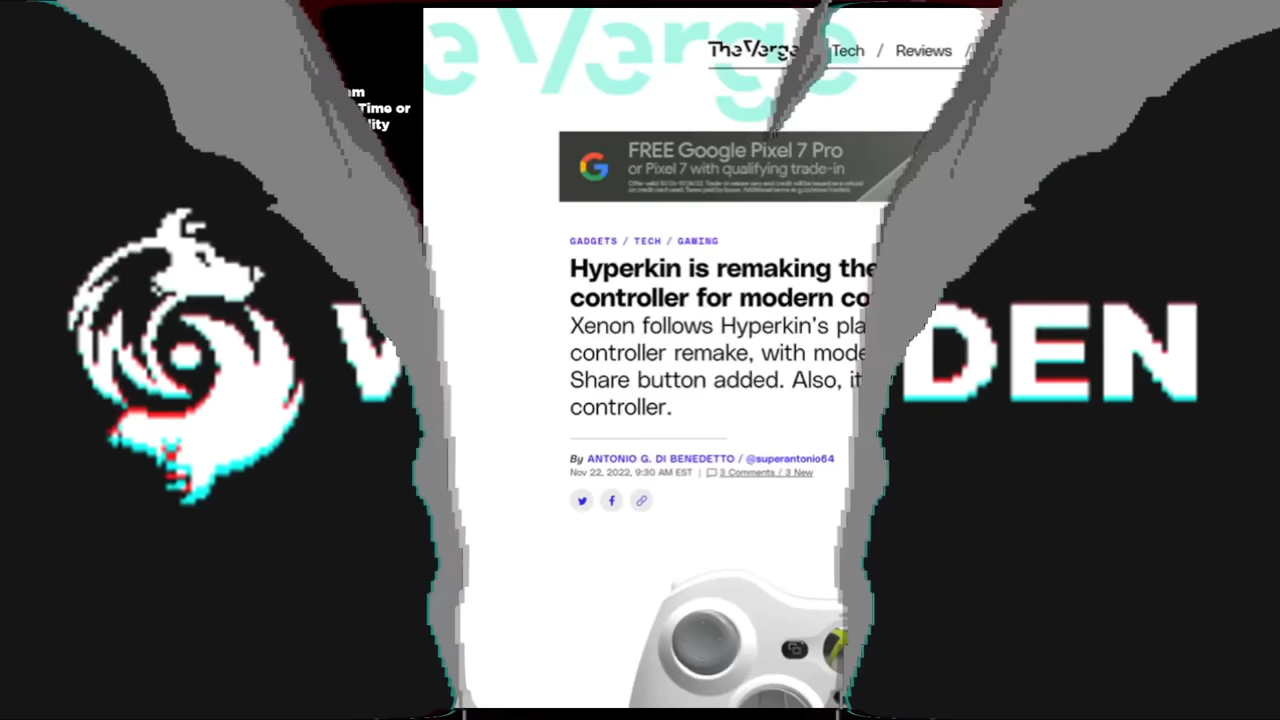 The Verge
TheVerge Tech / Reviews /
Time or
FREE Google Pixel 7 Pro
or Pixel 7 with qualifying trade-in
GADGETS / TECH / GAMING
Hyperkin is remaking the
controller for modern co
Xenon follows Hyperkin's pla
controller remake, with mode
Share button added. Also, it
controller.
DEN
By ANTONIO G. DI BENEDETTO / @superantonio64
Nov 22, 2022, 9:30 AM EST | 3 Comments / 3 New